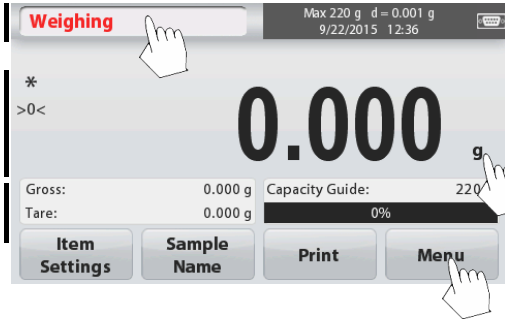 Weighing
Max 220 g d=0.001 g
9/22/2015 12:36
*
>0<
0.000 g
Gross: 0.000 g
Tare: 0.000 g
Capacity Guide: 220
0%
Item Settings
Sample Name
Print
Menu